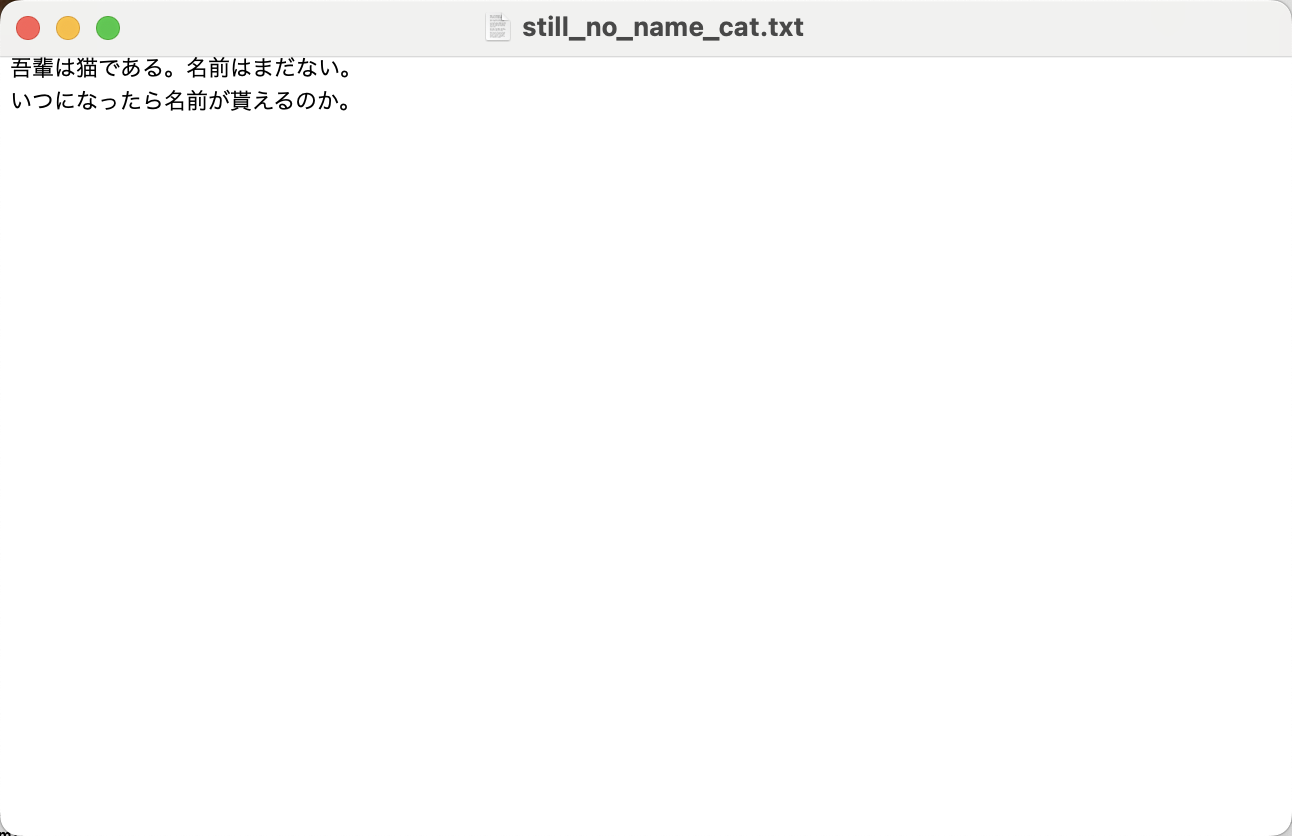 still_no_name_cat.txt
吾輩は猫である。名前はまだない。
いつになったら名前が貰えるのか。